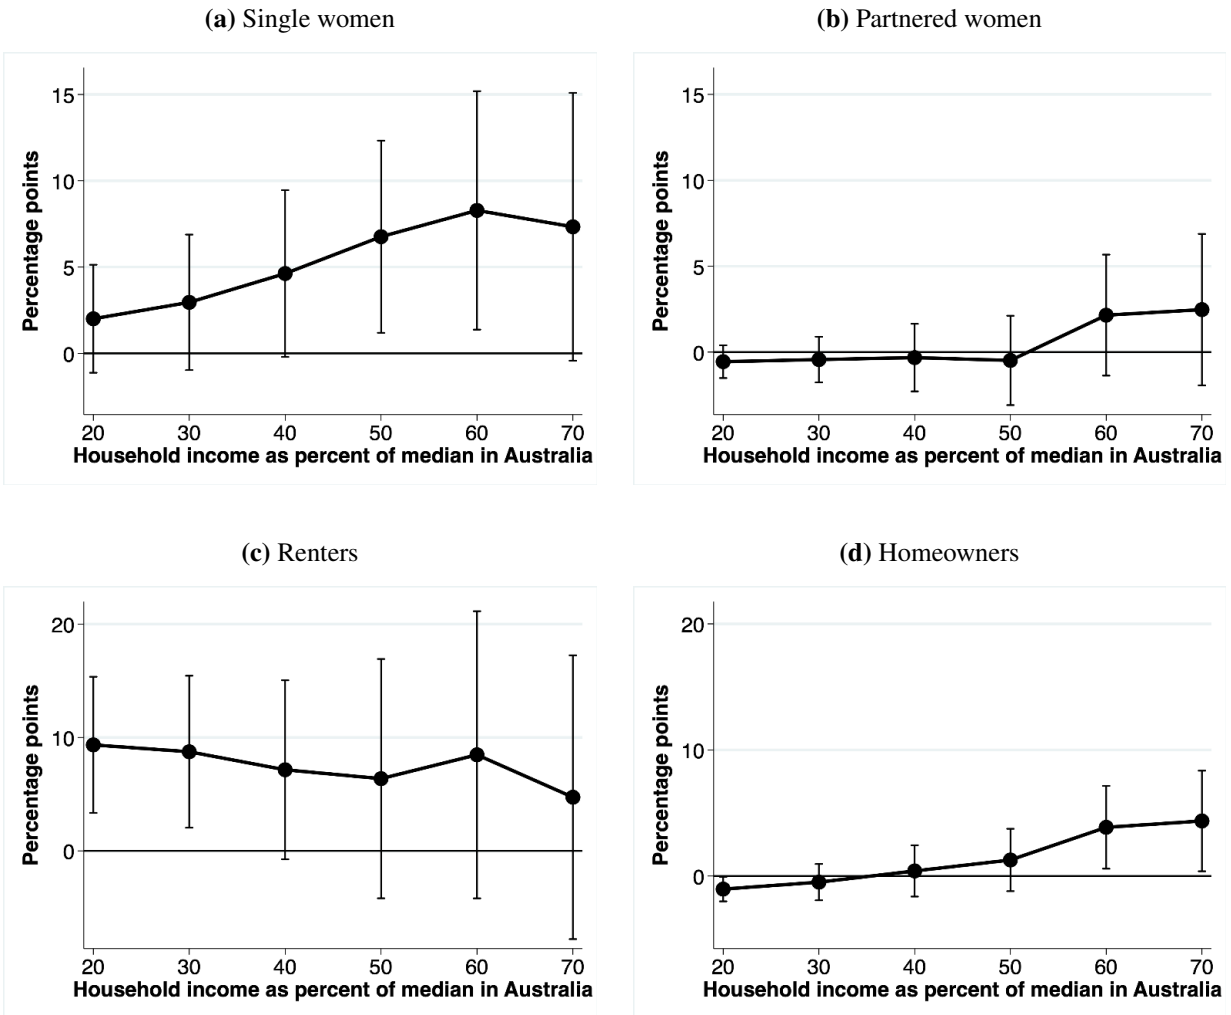 (a) Single women
Percentage points
15
10
5
0
20 30 40 50 60 70
Household income as percent of median in Australia
(b) Partnered women
Percentage points
15
10
5
0
20 30 40 50 60 70
Household income as percent of median in Australia
(c) Renters
Percentage points
20
10
0
20 30 40 50 60 70
Household income as percent of median in Australia
(d) Homeowners
Percentage points
20
10
0
20 30 40 50 60 70
Household income as percent of median in Australia